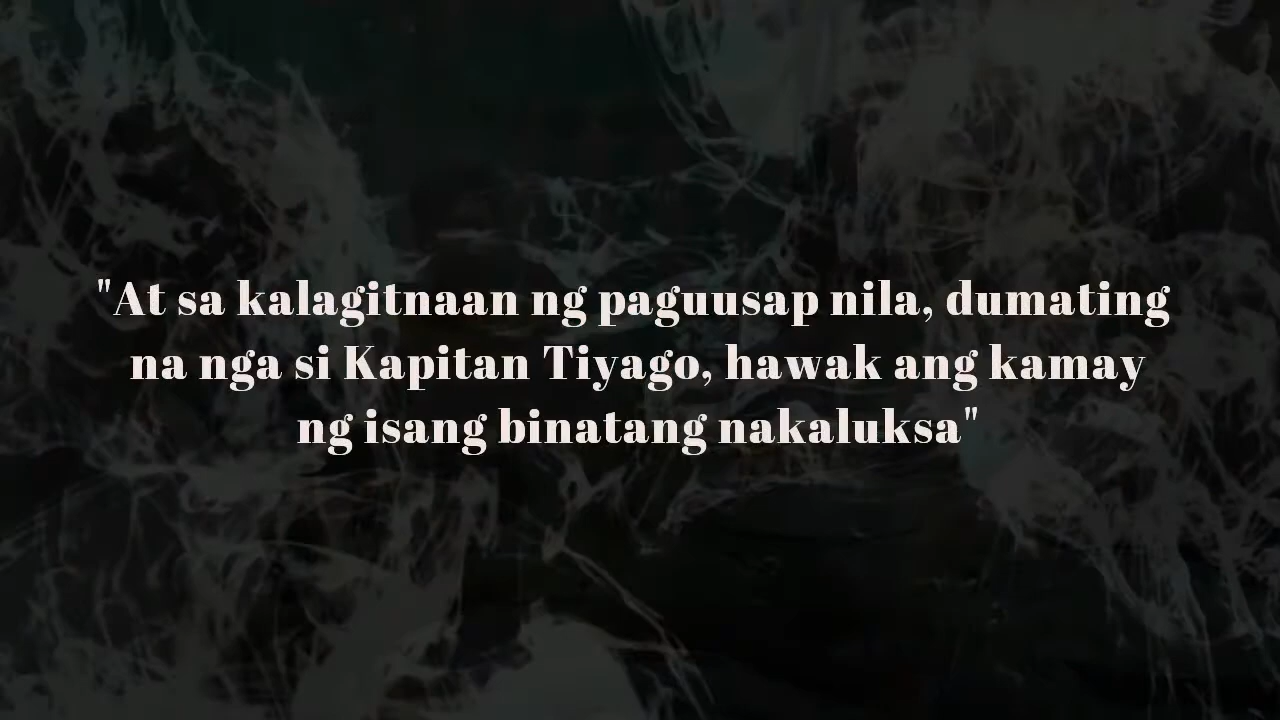 "At sa kalagitnaan ng paguusap nila, dumating
na nga si Kapitan Tiyago, hawak ang kamay
ng isang binatang nakaluksa"